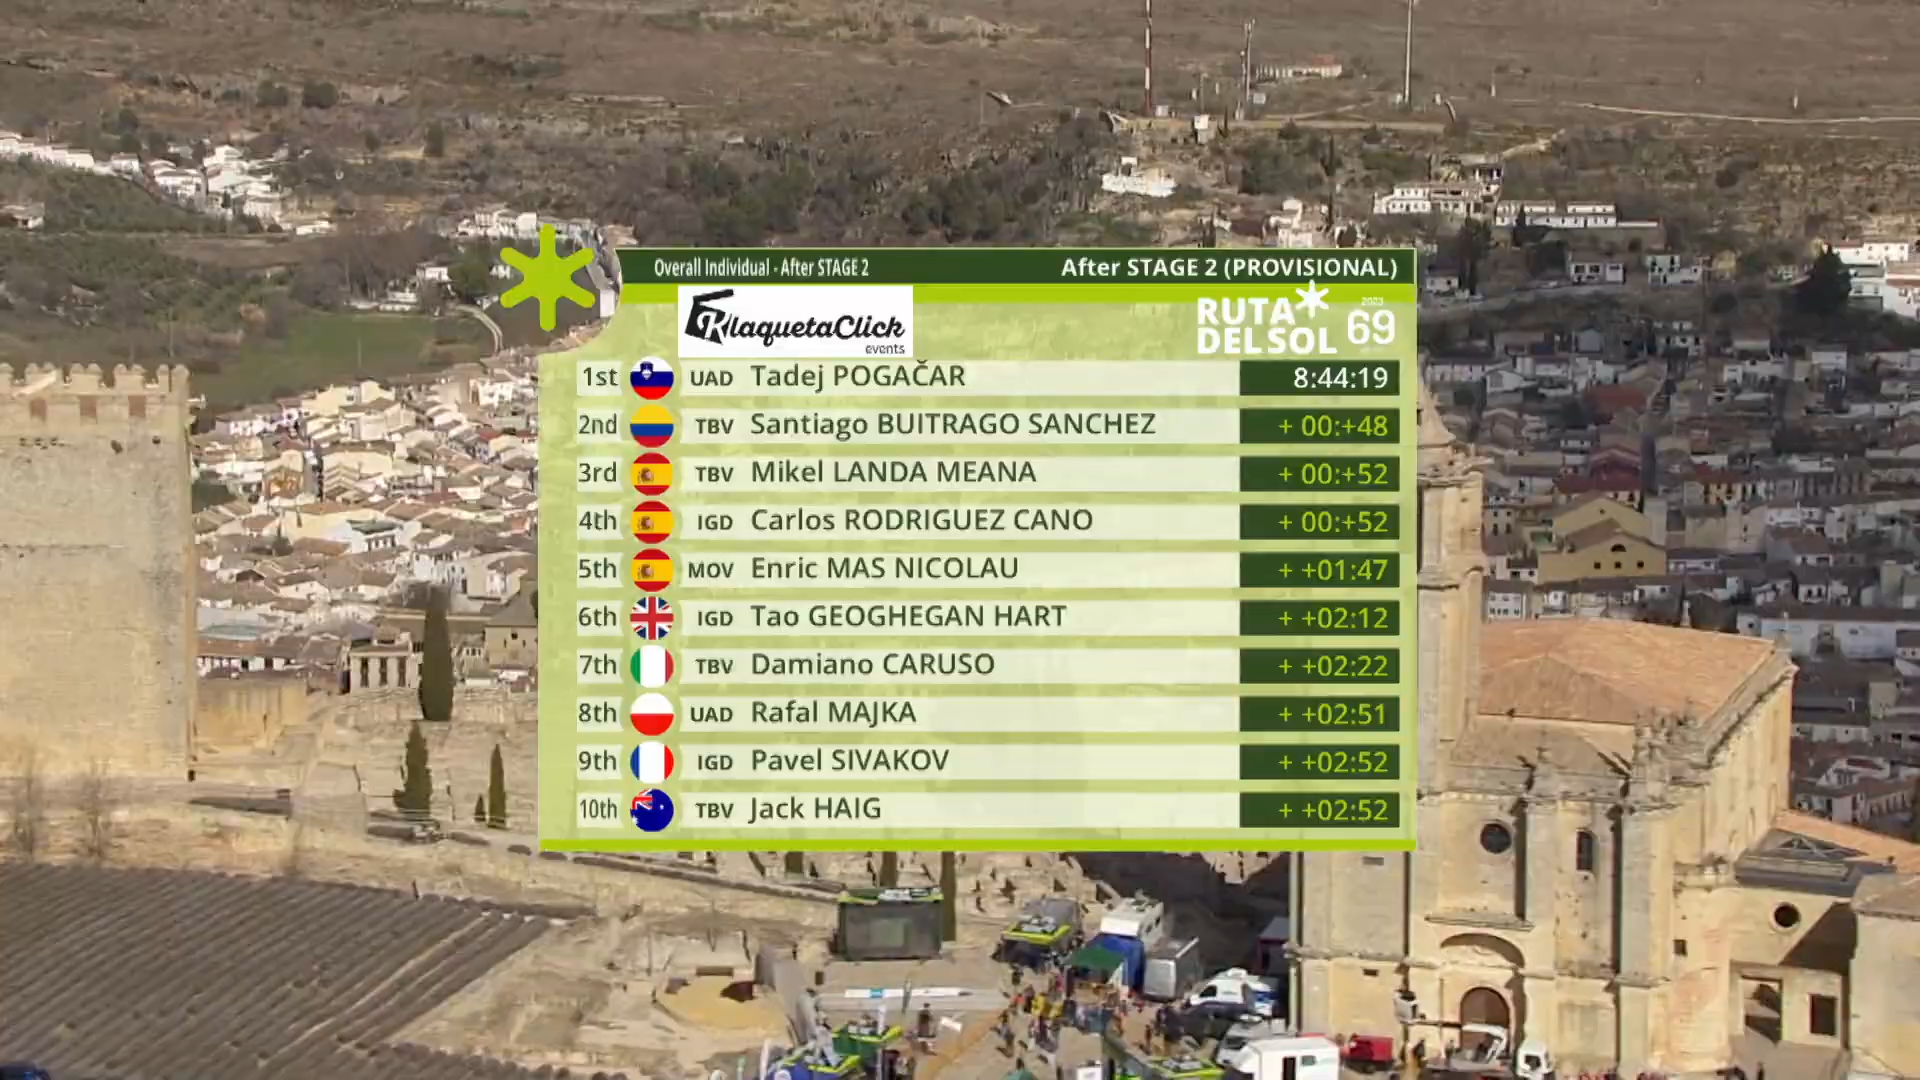 Overall Individual - After STAGE 2 After STAGE 2 (PROVISIONAL)
KlaquetaClick
events
RUTA
DEL SOL
2023
69
1st UAD Tadej POGAČAR 8:44:19
2nd TBV Santiago BUITRAGO SANCHEZ + 00:+48
3rd TBV Mikel LANDA MEANA + 00:+52
4th IGD Carlos RODRIGUEZ CANO + 00:+52
5th MOV Enric MAS NICOLAU + +01:47
6th IGD Tao GEOGHEGAN HART + +02:12
7th TBV Damiano CARUSO + +02:22
8th UAD Rafal MAJKA + +02:51
9th IGD Pavel SIVAKOV + +02:52
10th TBV Jack HAIG + +02:52